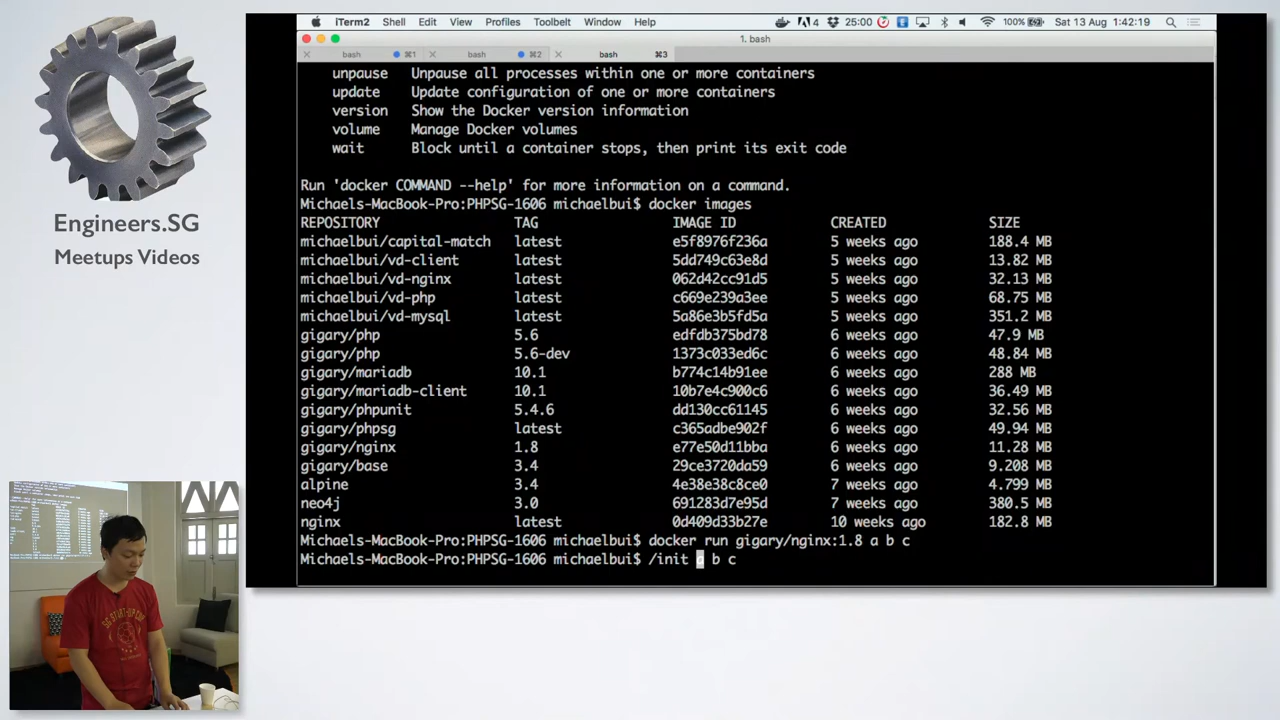 Engineers.SG
Meetups Videos
iTerm2 Shell Edit View Profiles Toolbelt Window Help 4 25:00 100% Sat 13 Aug 1:42:19
1. bash
bash ⌘1 bash ⌘2 bash ⌘3
unpause Unpause all processes within one or more containers
update Update configuration of one or more containers
version Show the Docker version information
volume Manage Docker volumes
wait Block until a container stops, then print its exit code
Run 'docker COMMAND --help' for more information on a command.
Michaels-MacBook-Pro:PHPSG-1606 michaelbui$ docker images
REPOSITORY TAG IMAGE ID CREATED SIZE
michaelbui/capital-match latest e5f8976f236a 5 weeks ago 188.4 MB
michaelbui/vd-client latest 5dd749c63e8d 5 weeks ago 13.82 MB
michaelbui/vd-nginx latest 062d42cc91d5 5 weeks ago 32.13 MB
michaelbui/vd-php latest c669e239a3ee 5 weeks ago 68.75 MB
michaelbui/vd-mysql latest 5a86e3b5fd5a 5 weeks ago 351.2 MB
gigary/php 5.6 edfdb375bd78 6 weeks ago 47.9 MB
gigary/php 5.6-dev 1373c033ed6c 6 weeks ago 48.84 MB
gigary/mariadb 10.1 b774c14b91ee 6 weeks ago 288 MB
gigary/mariadb-client 10.1 10b7e4c900c6 6 weeks ago 36.49 MB
gigary/phpunit 5.4.6 dd130cc61145 6 weeks ago 32.56 MB
gigary/phpsg latest c365adbe902f 6 weeks ago 49.94 MB
gigary/nginx 1.8 e77e50d11bba 6 weeks ago 11.28 MB
gigary/base 3.4 29ce3720da59 6 weeks ago 9.208 MB
alpine 3.4 4e38e38c8ce0 7 weeks ago 4.799 MB
neo4j 3.0 691283d7e95d 7 weeks ago 380.5 MB
nginx latest 0d409d33b27e 10 weeks ago 182.8 MB
Michaels-MacBook-Pro:PHPSG-1606 michaelbui$ docker run gigary/nginx:1.8 a b c
Michaels-MacBook-Pro:PHPSG-1606 michaelbui$ /init a b c